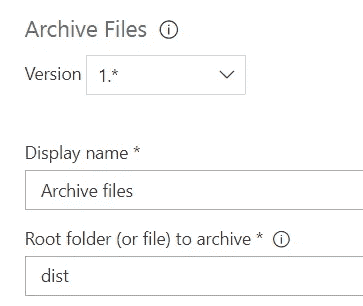 Archive Files
Version 1.*
Display name *
Archive files
Root folder (or file) to archive *
dist